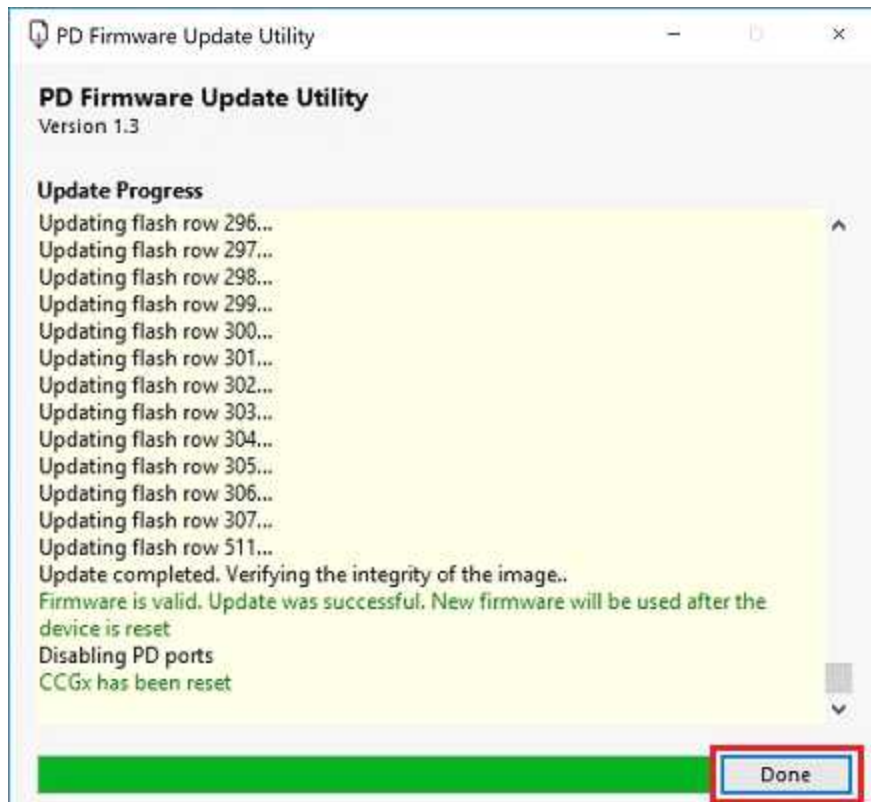 PD Firmware Update Utility
PD Firmware Update Utility
Version 1.3
Update Progress
Updating flash row 296...
Updating flash row 297...
Updating flash row 298...
Updating flash row 299...
Updating flash row 300...
Updating flash row 301...
Updating flash row 302...
Updating flash row 303...
Updating flash row 304...
Updating flash row 305...
Updating flash row 306...
Updating flash row 307...
Updating flash row 511...
Update completed. Verifying the integrity of the image..
Firmware is valid. Update was successful. New firmware will be used after the
device is reset
Disabling PD ports
CCGx has been reset
Done